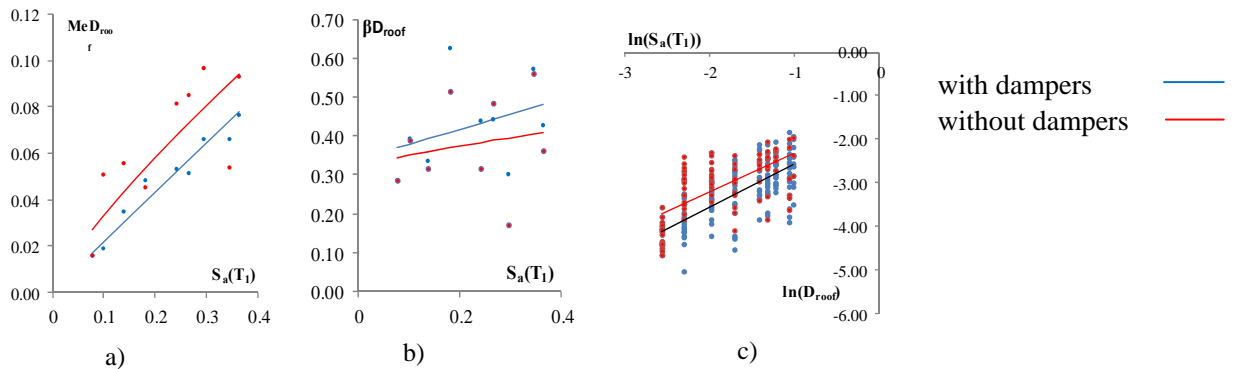 0.12
0.10
0.08
0.06
0.04
0.02
0.00
MeD_roo
f
S_a(T_1)
0
0.1
0.2
0.3
0.4
a)
0.70
0.60
0.50
0.40
0.30
0.20
0.10
0.00
βD_roof
S_a(T_1)
0
0.2
0.4
b)
ln(S_a(T_1))
-3
-2
-1
0
0.00
-1.00
-2.00
-3.00
-4.00
-5.00
-6.00
ln(D_roof)
c)
with dampers
without dampers